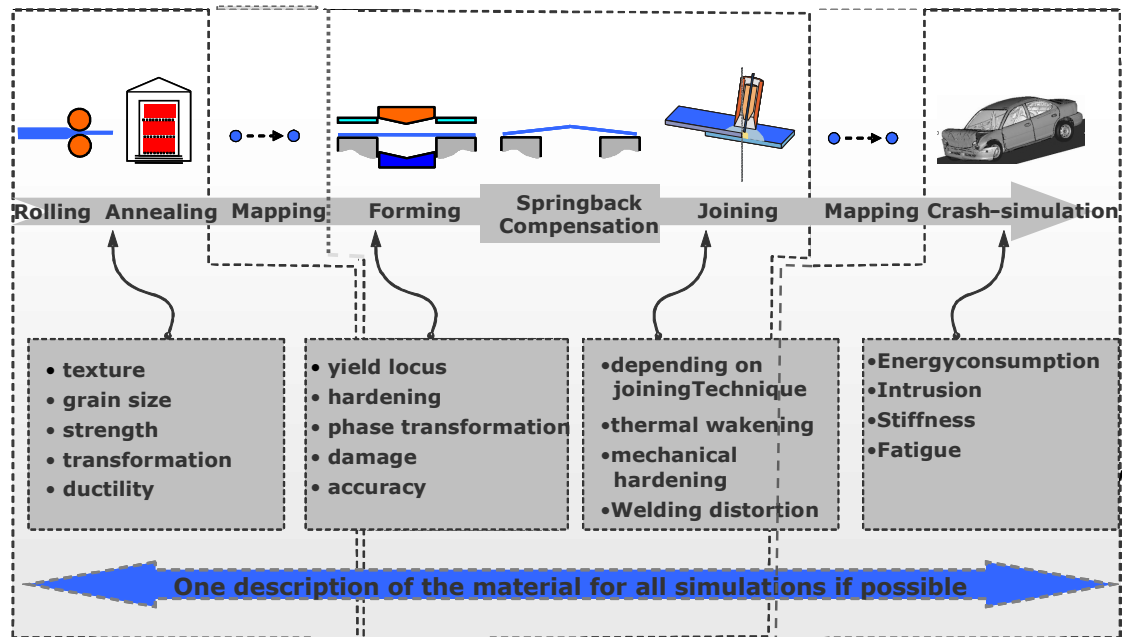 Rolling Annealing Mapping Forming Springback Compensation Joining Mapping Crash-simulation
• texture
• grain size
• strength
• transformation
• ductility
• yield locus
• hardening
• phase transformation
• damage
• accuracy
•depending on
joiningTechnique
•thermal wakening
•mechanical
hardening
•Welding distortion
•Energyconsumption
•Intrusion
•Stiffness
•Fatigue
One description of the material for all simulations if possible